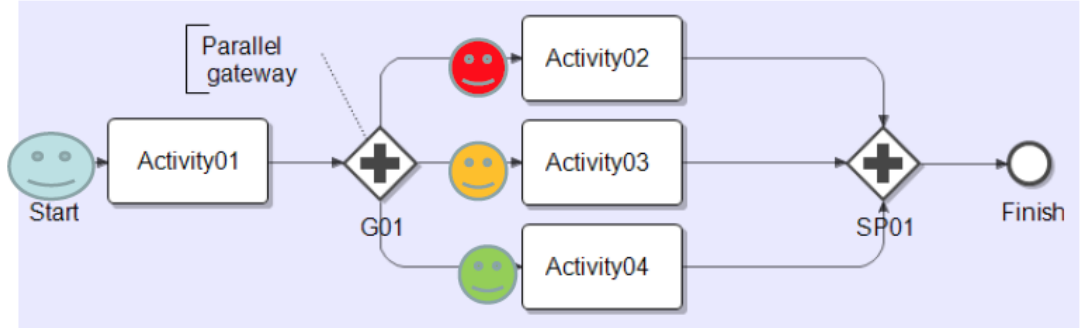 Parallel
gateway
Start
Activity01
G01
Activity02
Activity03
Activity04
SP01
Finish